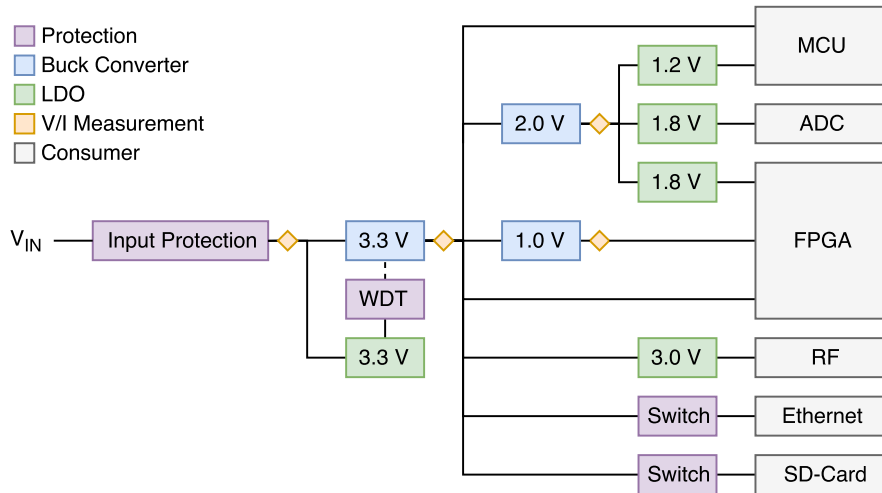 Protection
Buck Converter
LDO
V/I Measurement
Consumer
MCU
1.2 V
2.0 V
1.8 V
ADC
1.8 V
VIN
Input Protection
3.3 V
1.0 V
FPGA
WDT
3.3 V
3.0 V
RF
Switch
Ethernet
Switch
SD-Card